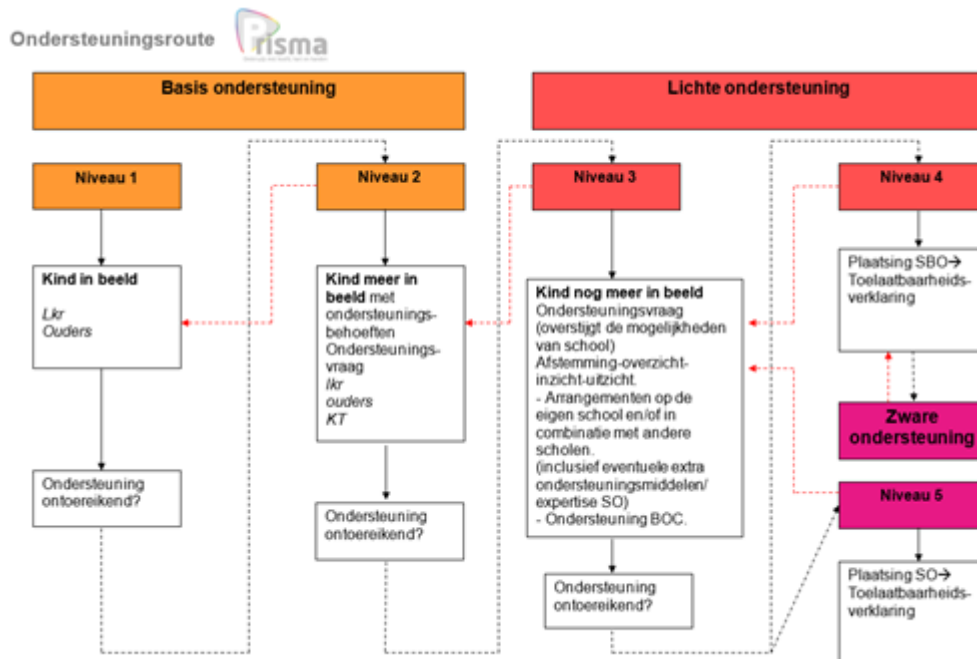 Ondersteuningsroute
Prisma
Basis ondersteuning
Lichte ondersteuning
Niveau 1
Niveau 2
Niveau 3
Niveau 4
Kind in beeld
Lkr
Ouders
Ondersteuning
ontoereikend?
Kind meer in
beeld met
ondersteunings-
behoeften
Ondersteunings-
vraag
lkr
ouders
KT
Ondersteuning
ontoereikend?
Kind nog meer in beeld
Ondersteuningsvraag
(overstijgt de mogelijkheden
van school)
Afstemming-overzicht-
inzicht-uitzicht.
- Arrangementen op de
eigen school en/of in
combinatie met andere
scholen.
(inclusief eventuele extra
ondersteuningsmiddelen/
expertise SO)
- Ondersteuning BOC.
Ondersteuning
ontoereikend?
Plaatsing SBO→
Toelaatbaarheids-
verklaring
Zware
ondersteuning
Niveau 5
Plaatsing SO→
Toelaatbaarheids-
verklaring